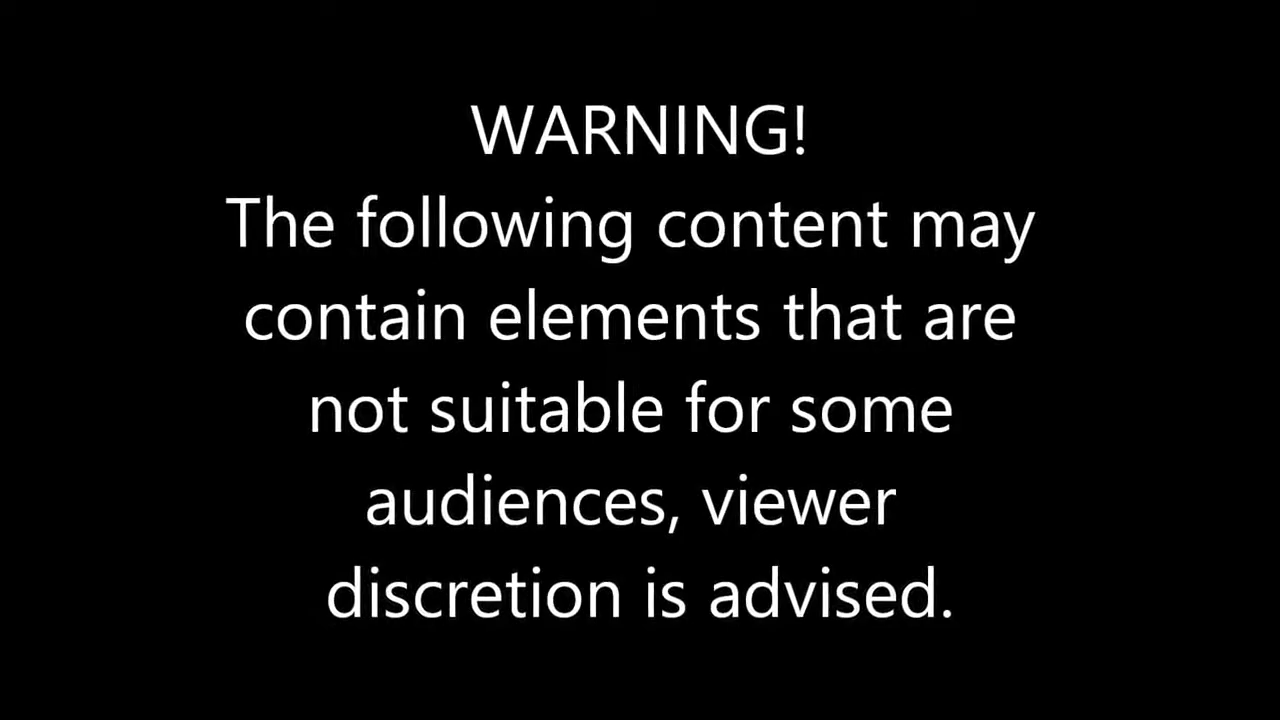 WARNING!
The following content may
contain elements that are
not suitable for some
audiences, viewer
discretion is advised.